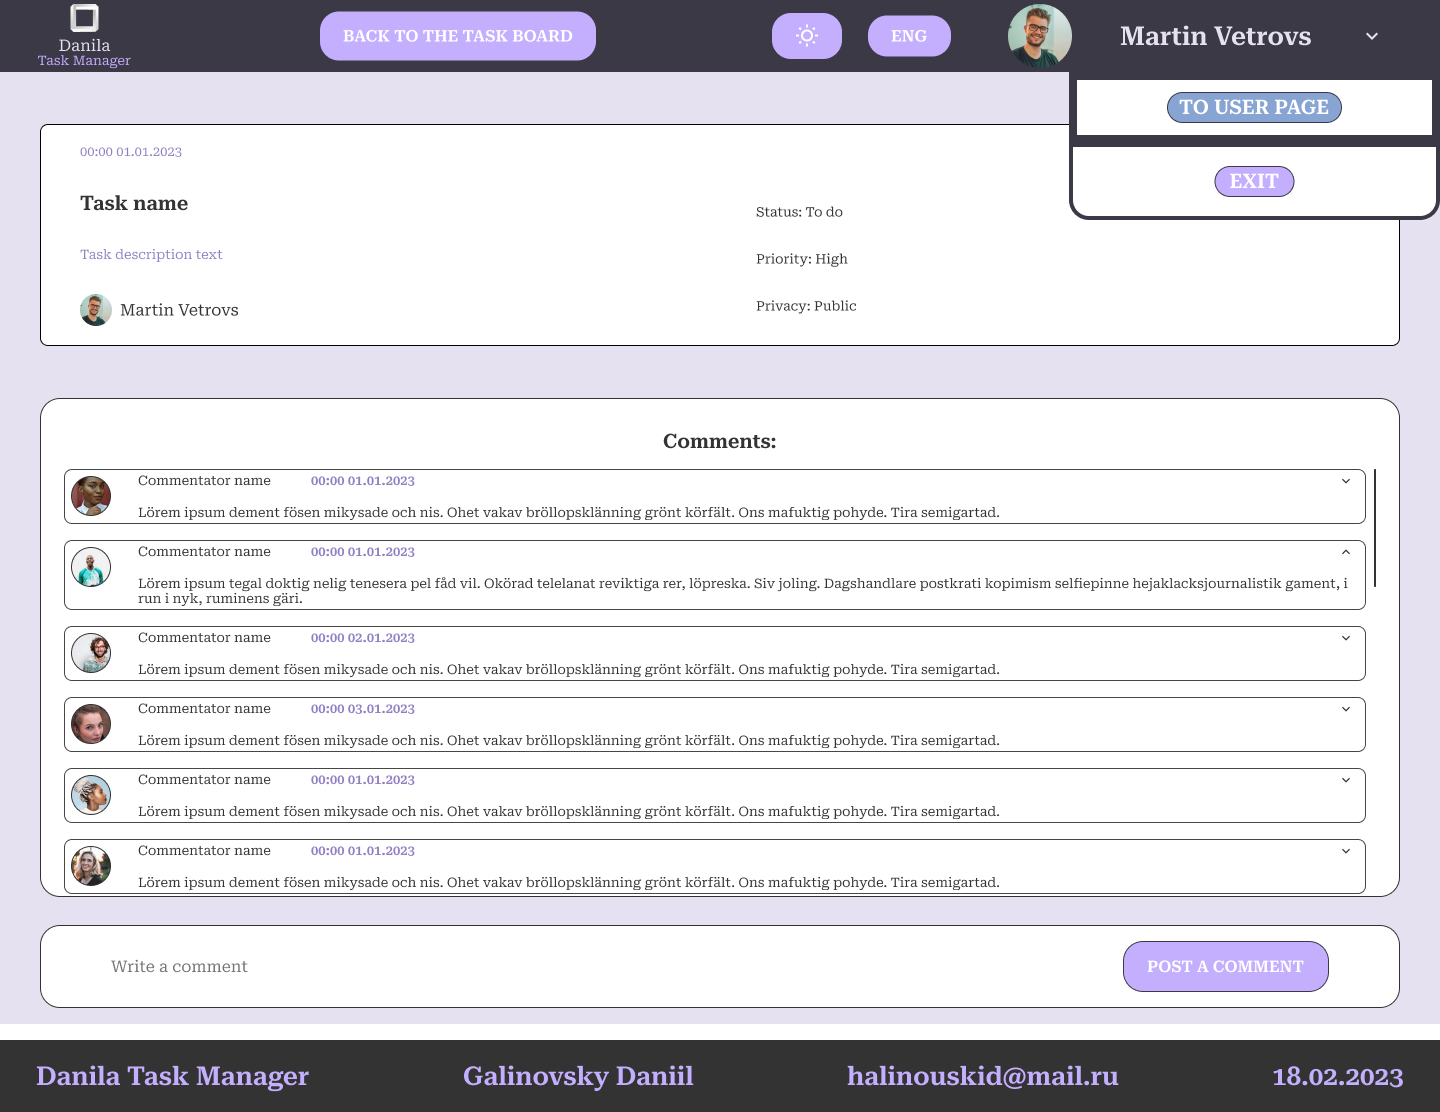 Danila
Task Manager
BACK TO THE TASK BOARD
ENG
Martin Vetrovs
TO USER PAGE
EXIT
00:00 01.01.2023
Task name
Task description text
Martin Vetrovs
Status: To do
Priority: High
Privacy: Public
Comments:
Commentator name 00:00 01.01.2023
Lörem ipsum dement fösen mikysade och nis. Ohet vakav bröllopsklänning grönt körfält. Ons mafuktig pohyde. Tira semigartad.
Commentator name 00:00 01.01.2023
Lörem ipsum tegal doktig nelig tenesera pel fåd vil. Okörad telelanat reviktiga rer, löpreska. Siv joling. Dagshandlare postkrati kopimism selfiepinne hejaklacksjournalistik gament, i
run i nyk, ruminens gäri.
Commentator name 00:00 02.01.2023
Lörem ipsum dement fösen mikysade och nis. Ohet vakav bröllopsklänning grönt körfält. Ons mafuktig pohyde. Tira semigartad.
Commentator name 00:00 03.01.2023
Lörem ipsum dement fösen mikysade och nis. Ohet vakav bröllopsklänning grönt körfält. Ons mafuktig pohyde. Tira semigartad.
Commentator name 00:00 01.01.2023
Lörem ipsum dement fösen mikysade och nis. Ohet vakav bröllopsklänning grönt körfält. Ons mafuktig pohyde. Tira semigartad.
Commentator name 00:00 01.01.2023
Lörem ipsum dement fösen mikysade och nis. Ohet vakav bröllopsklänning grönt körfält. Ons mafuktig pohyde. Tira semigartad.
Write a comment
POST A COMMENT
Danila Task Manager
Galinovsky Daniil
halinouskid@mail.ru
18.02.2023